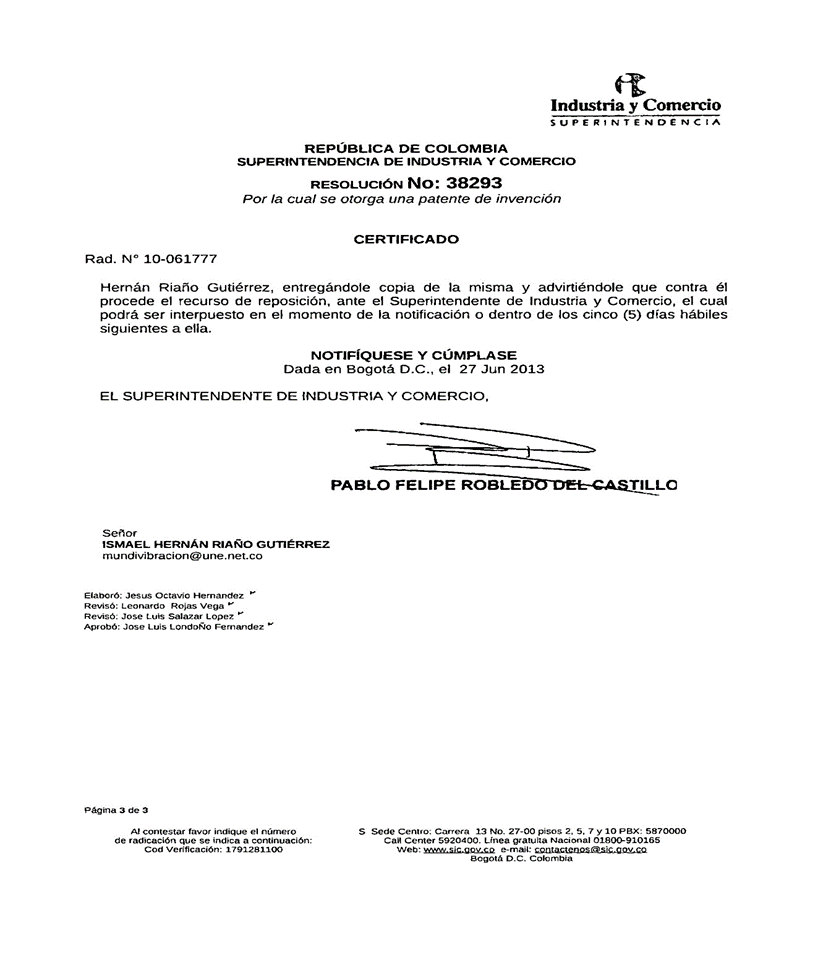 Industria y Comercio
SUPERINTENDENCIA
REPÚBLICA DE COLOMBIA
SUPERINTENDENCIA DE INDUSTRIA Y COMERCIO
RESOLUCIÓN No: 38293
Por la cual se otorga una patente de invención
CERTIFICADO
Rad. N° 10-061777
Hernán Riaño Gutiérrez, entregándole copia de la misma y advirtiéndole que contra él
procede el recurso de reposición, ante el Superintendente de Industria y Comercio, el cual
podrá ser interpuesto en el momento de la notificación o dentro de los cinco (5) días hábiles
siguientes a ella.
NOTIFÍQUESE Y CÚMPLASE
Dada en Bogotá D.C., el 27 Jun 2013
EL SUPERINTENDENTE DE INDUSTRIA Y COMERCIO,
PABLO FELIPE ROBLEDO DEL CASTILLO
Señor
ISMAEL HERNÁN RIAÑO GUTIÉRREZ
mundivibracion@une.net.co
Elaboró: Jesus Octavio Hernandez
Revisó: Leonardo Rojas Vega
Revisó: Jose Luis Salazar Lopez
Aprobó: Jose Luis LondoÑo Fernandez
Página 3 de 3
Al contestar favor indique el número
de radicación que se indica a continuación:
Cod Verificación: 1791281100
S Sede Centro: Carrera 13 No. 27-00 pisos 2, 5, 7 y 10 PBX: 5870000
Call Center 5920400. Línea gratuita Nacional 01800-910165
Web: www.sic.gov.co e-mail: contactenos@sic.gov.co
Bogotá D.C. Colombia